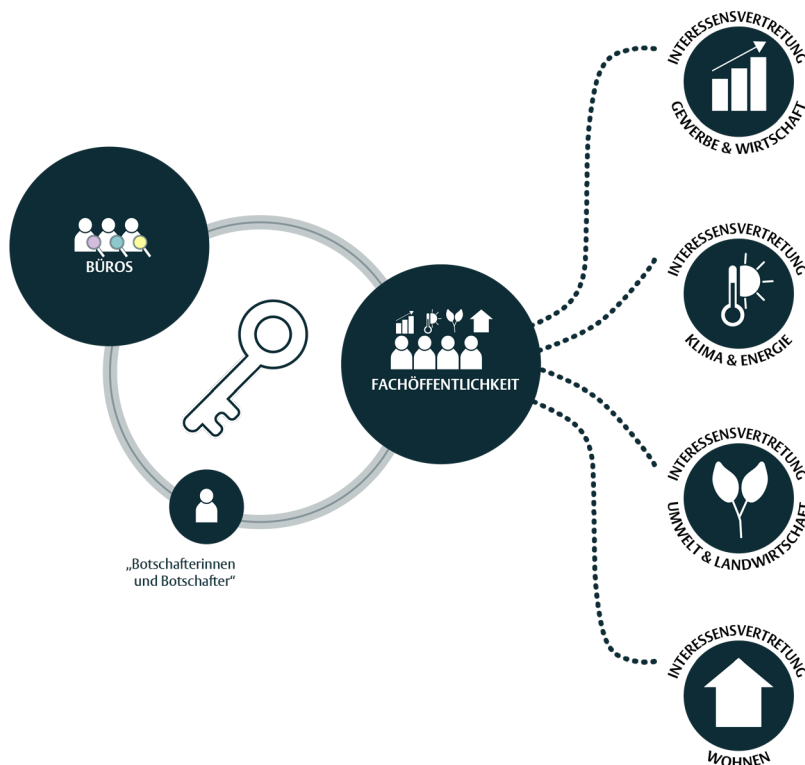 BÜROS
FACHÖFFENTLICHKEIT
„Botschafterinnen
und Botschafter“
INTERESSENSVERTRETUNG
GEWERBE & WIRTSCHAFT
INTERESSENSVERTRETUNG
KLIMA & ENERGIE
INTERESSENSVERTRETUNG
UMWELT & LANDWIRTSCHAFT
INTERESSENSVERTRETUNG
WOHNEN